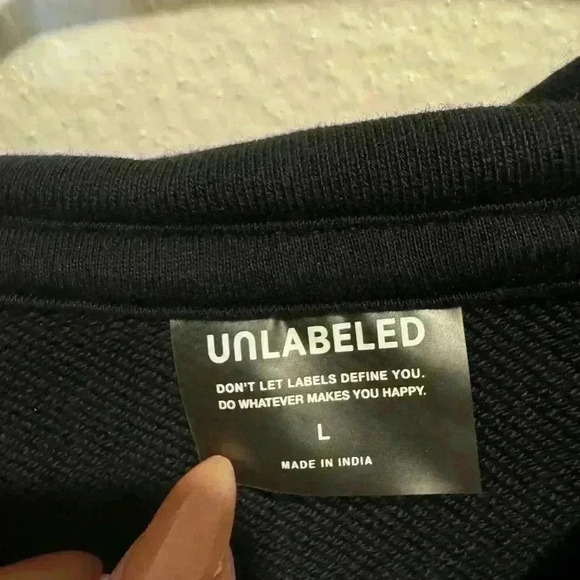 UNLABELED
DON'T LET LABELS DEFINE YOU.
DO WHATEVER MAKES YOU HAPPY.
L
MADE IN INDIA